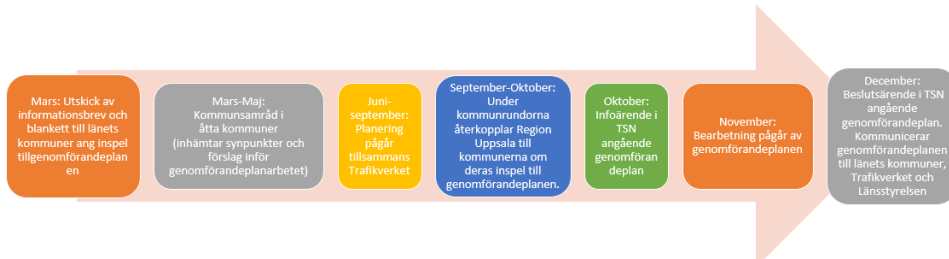 Mars: Utskick av
informationsbrev och
blankett till länets
kommuner ang inspel
tillgenomförandeplan
en
Mars-Maj:
Kommunsamråd i
åtta kommuner
(inhämtar synpunkter och
förslag inför
genomförandeplanarbetet)
Juni-
september:
Planering
pågår
tillsammans
Trafikverket
September-Oktober:
Under
kommunrundorna
återkopplar Region
Uppsala till
kommunerna om
deras inspel till
genomförandeplanen.
Oktober:
Infoärende i
TSN
angående
genomföran
deplan
November:
Bearbetning pågår av
genomförandeplanen
December:
Beslutsärende i TSN
angående
genomförandeplan.
Kommunicerar
genomförandeplanen
till länets kommuner,
Trafikverket och
Länsstyrelsen